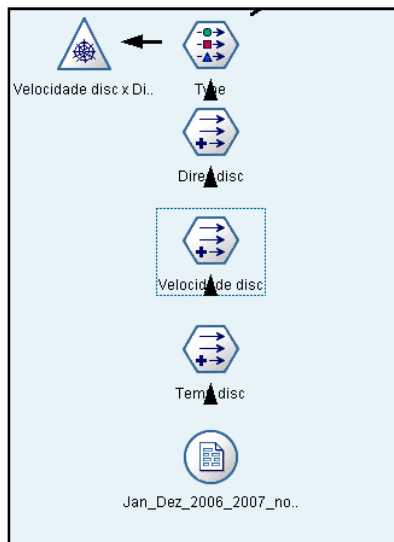 Velocidade disc x Di..
Type
Dire disc
Velocidade disc
Tem disc
Jan_Dez_2006_2007_no..